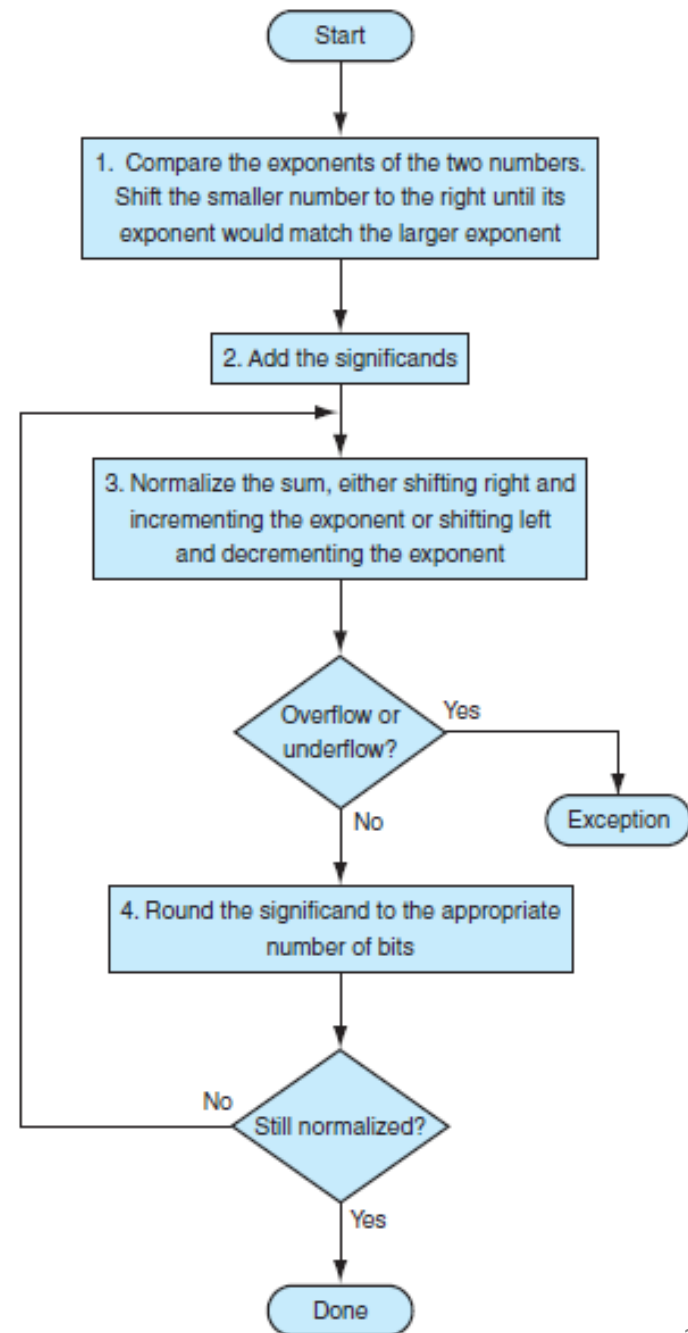 Start
1. Compare the exponents of the two numbers.
Shift the smaller number to the right until its
exponent would match the larger exponent
2. Add the significands
3. Normalize the sum, either shifting right and
incrementing the exponent or shifting left
and decrementing the exponent
Overflow or
underflow?
Yes
No
Exception
4. Round the significand to the appropriate
number of bits
No
Still normalized?
Yes
Done